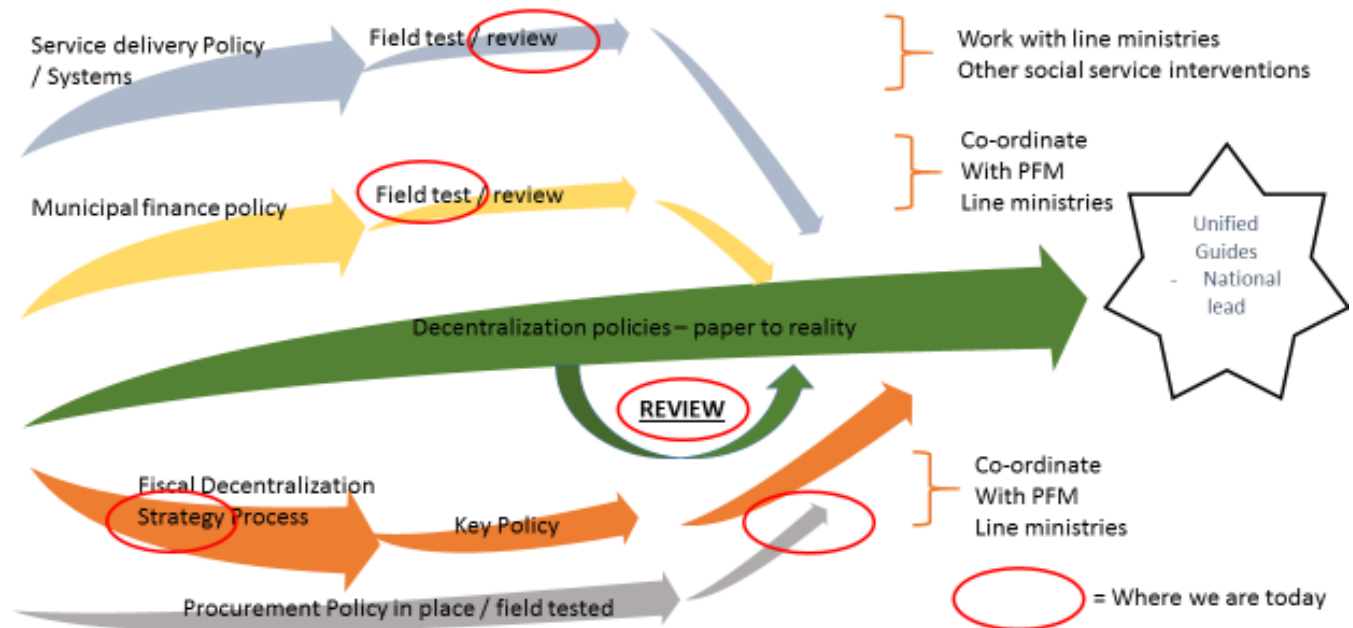 Service delivery Policy
/ Systems
Field test / review
Work with line ministries
Other social service interventions
Municipal finance policy
Field test / review
Co-ordinate
With PFM
Line ministries
Unified
Guides
- National
lead
Decentralization policies – paper to reality
REVIEW
Fiscal Decentralization
Strategy Process
Key Policy
Co-ordinate
With PFM
Line ministries
Procurement Policy in place / field tested
= Where we are today